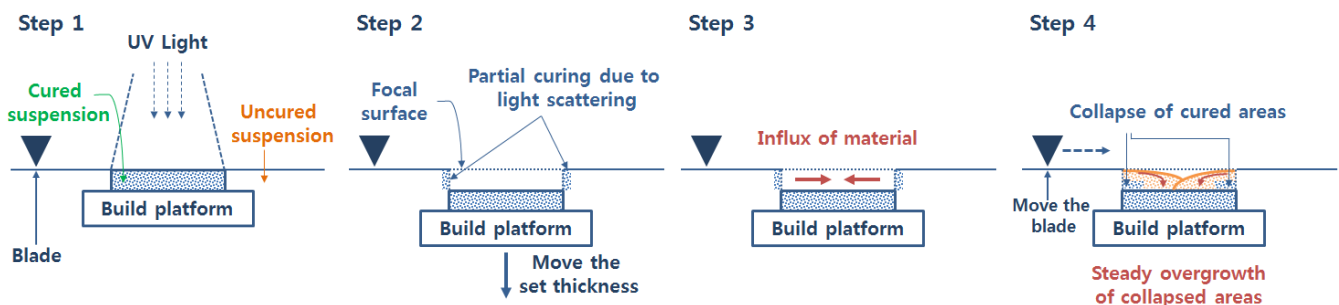 Step 1
UV Light
Cured
suspension
Uncured
suspension
Build platform
Blade
Step 2
Focal
surface
Partial curing due to
light scattering
Build platform
Move the
set thickness
Step 3
Influx of material
Build platform
Step 4
Collapse of cured areas
Move the
blade
Build platform
Steady overgrowth
of collapsed areas